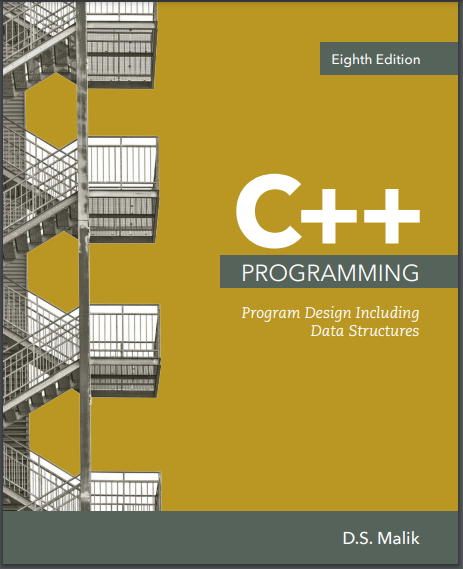 Eighth Edition
C++
PROGRAMMING
Program Design Including
Data Structures
D.S. Malik